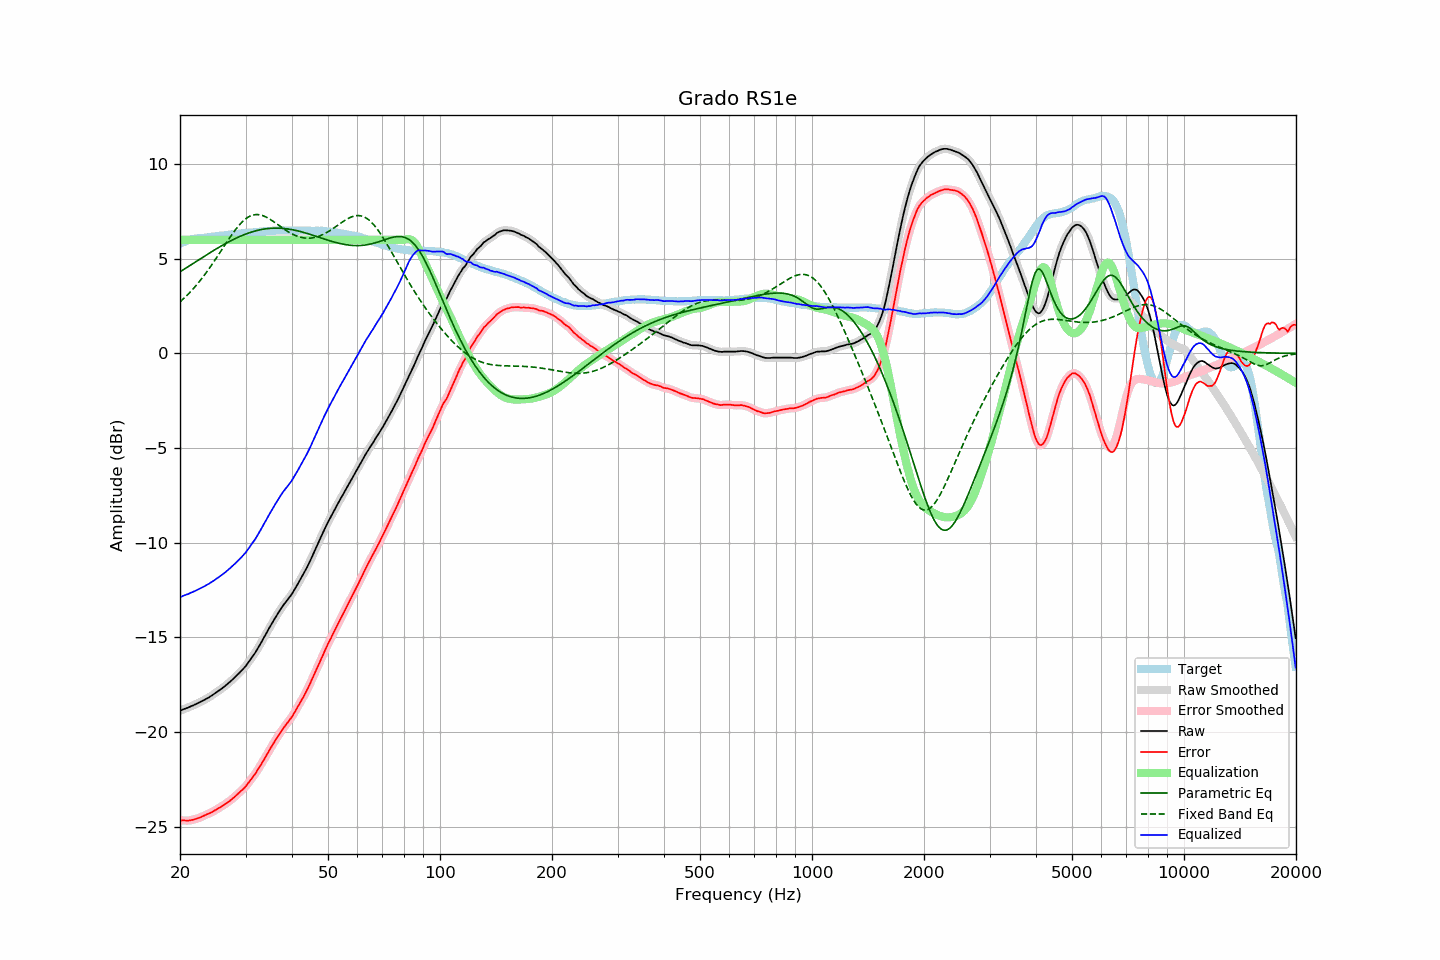 Grado RS1e
10
5
0
−5
−10
−15
−20
−25
Amplitude (dBr)
20
50
100
200
500
1000
2000
5000
10000
20000
Frequency (Hz)
Target
Raw Smoothed
Error Smoothed
Raw
Error
Equalization
Parametric Eq
Fixed Band Eq
Equalized